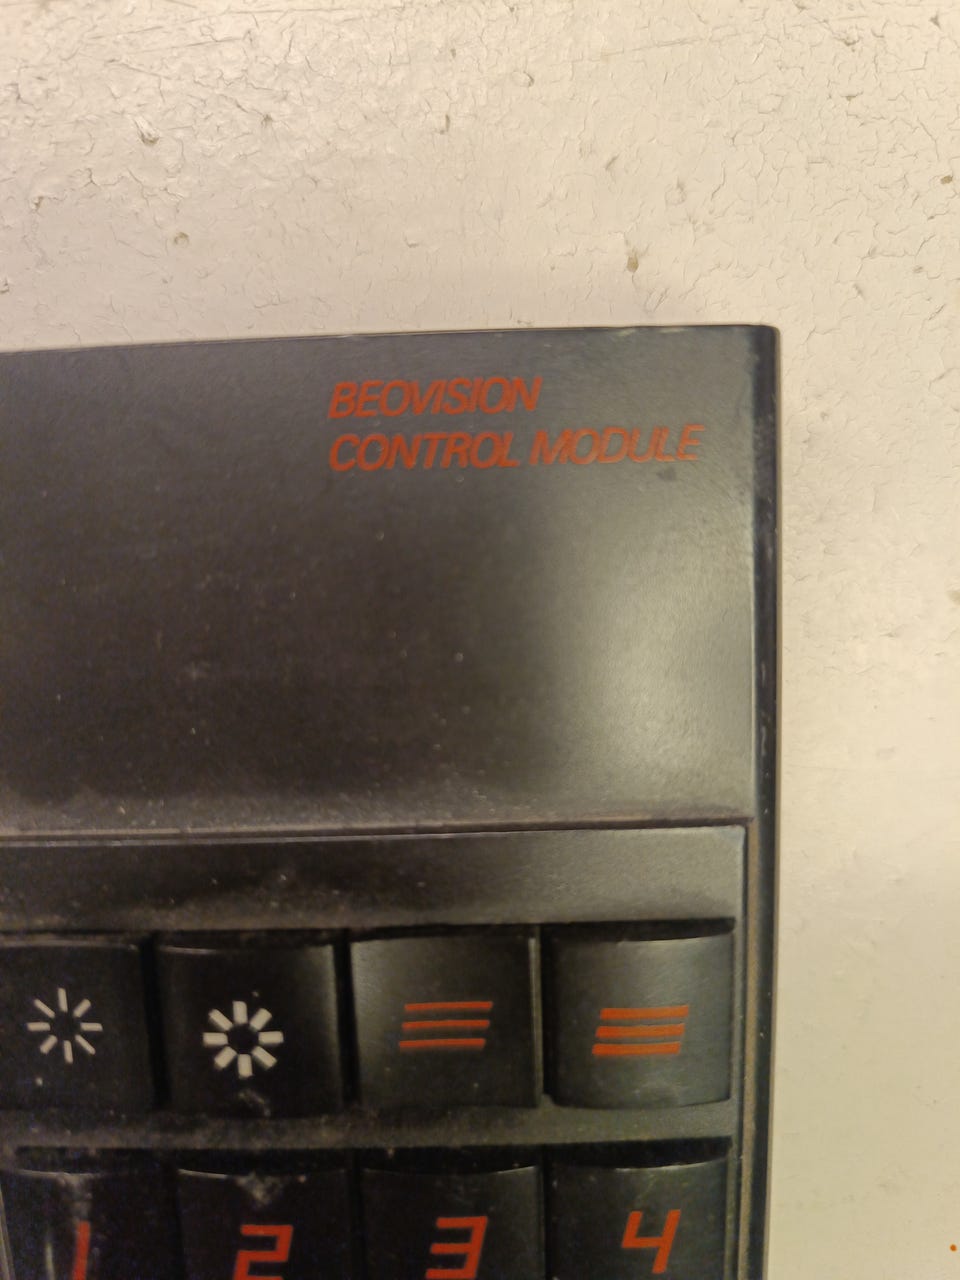 BEOVISION
CONTROL MODULE
1 2 3 4